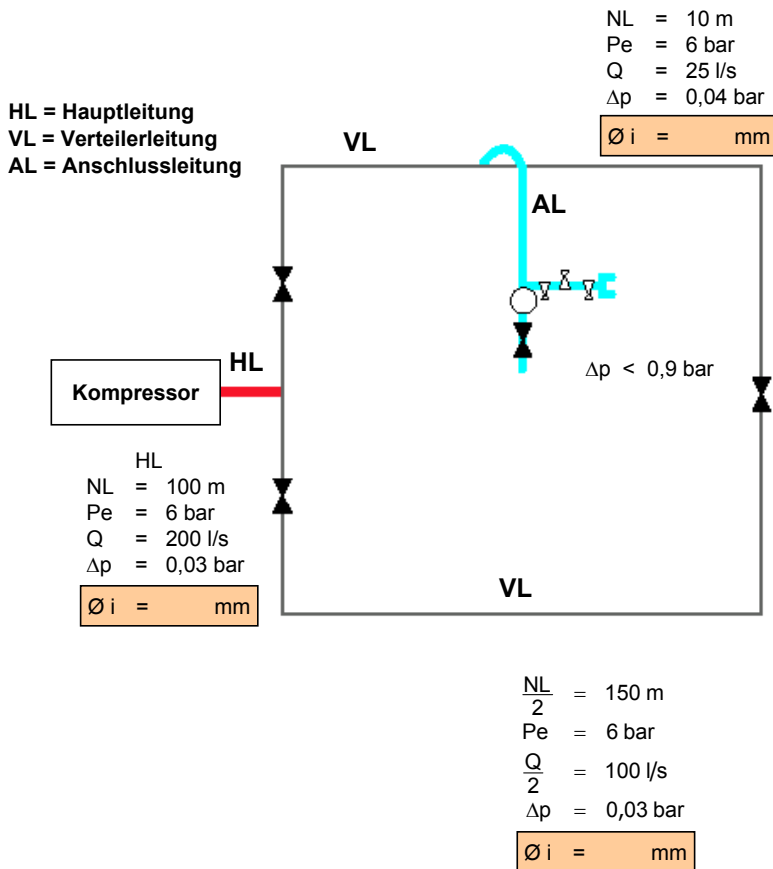 NL = 10 m
Pe = 6 bar
Q = 25 l/s
Δp = 0,04 bar
Ø i = mm
HL = Hauptleitung
VL = Verteilerleitung
AL = Anschlussleitung
VL
AL
HL
Kompressor
Δp < 0,9 bar
HL
NL = 100 m
Pe = 6 bar
Q = 200 l/s
Δp = 0,03 bar
Ø i = mm
VL
NL/2 = 150 m
Pe = 6 bar
Q/2 = 100 l/s
Δp = 0,03 bar
Ø i = mm